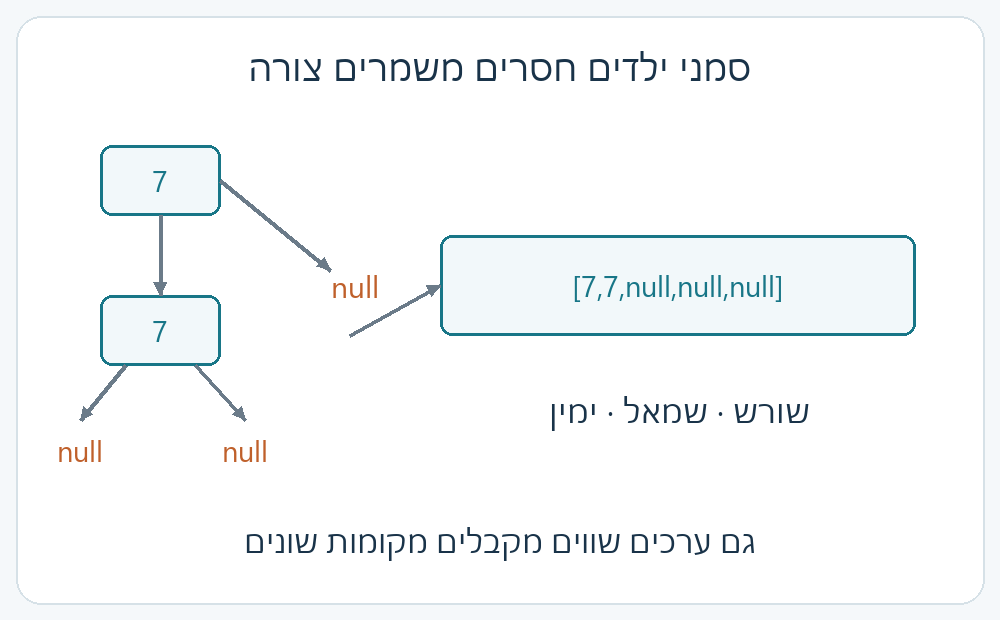 סמני ילדים חסרים משמרים צורה
7
null
[7,7,null,null,null]
7
שורש · שמאל · ימין
null
null
גם ערכים שווים מקבלים מקומות שונים